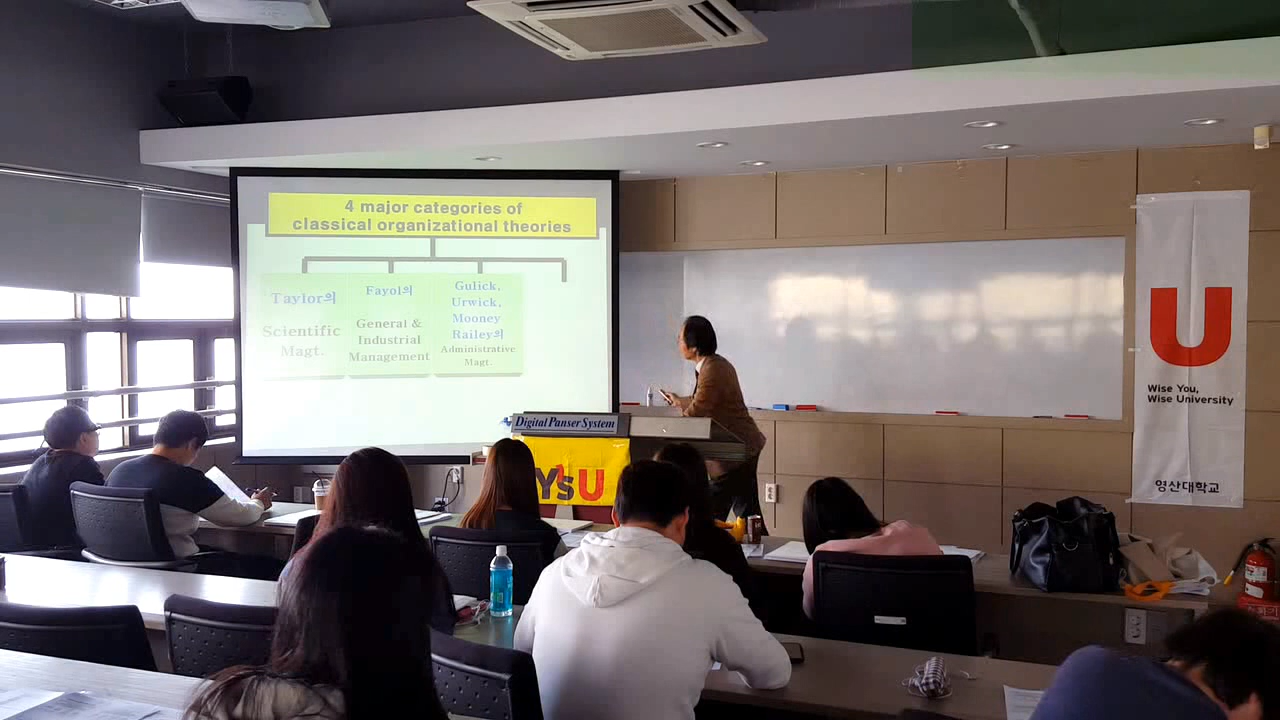 4 major categories of
classical organizational theories
Taylor의
Scientific
Magt.
Fayol의
General &
Industrial
Management
Gulick,
Urwick,
Mooney
Railey의
Administrative
Magt.
Digital Panser System
Y'sU
U
Wise You,
Wise University
영산대학교